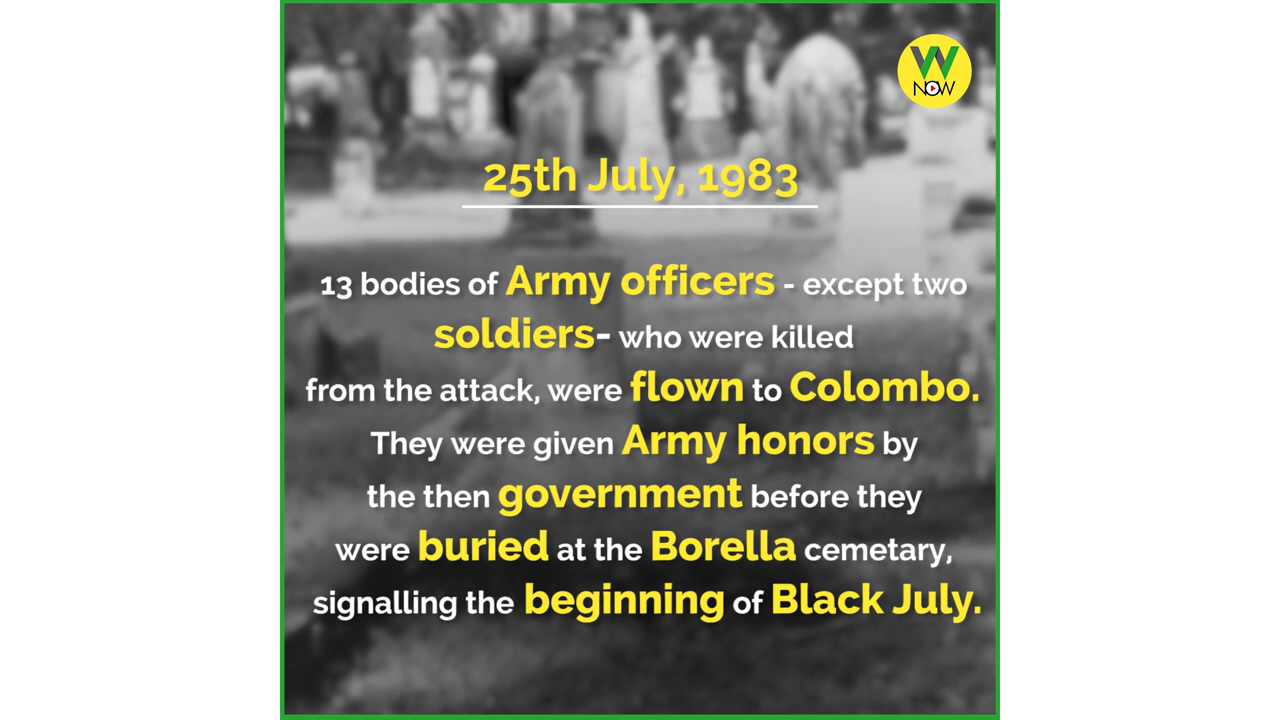 W
NOW
25th July, 1983
13 bodies of Army officers - except two
soldiers- who were killed
from the attack, were flown to Colombo.
They were given Army honors by
the then government before they
were buried at the Borella cemetary,
signalling the beginning of Black July.